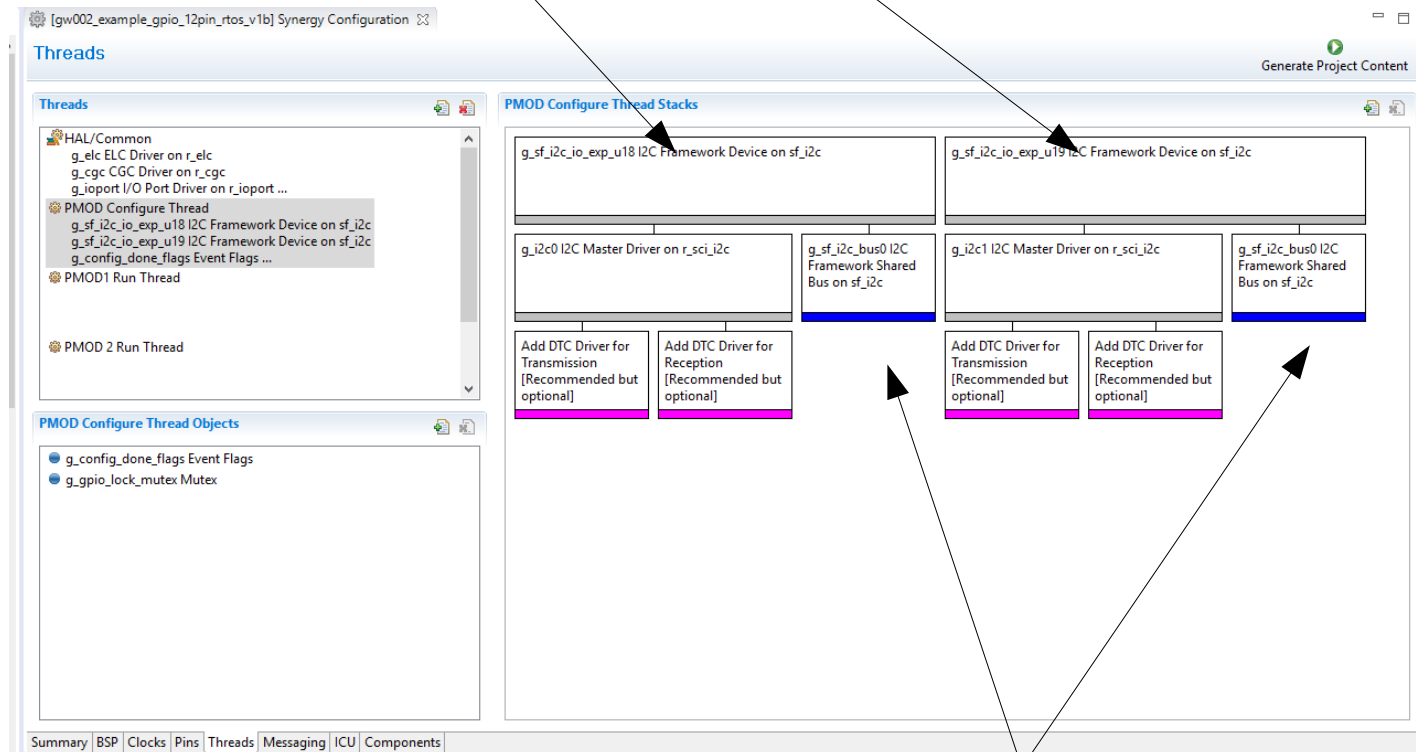 [gw002_example_gpio_12pin_rtos_v1b] Synergy Configuration
Threads
Generate Project Content
Threads
HAL/Common
g_elc ELC Driver on r_elc
g_cgc CGC Driver on r_cgc
g_ioport I/O Port Driver on r_ioport ...
PMOD Configure Thread
g_sf_i2c_io_exp_u18 I2C Framework Device on sf_i2c
g_sf_i2c_io_exp_u19 I2C Framework Device on sf_i2c
g_config_done_flags Event Flags ...
PMOD1 Run Thread
PMOD 2 Run Thread
PMOD Configure Thread Objects
g_config_done_flags Event Flags
g_gpio_lock_mutex Mutex
PMOD Configure Thread Stacks
g_sf_i2c_io_exp_u18 I2C Framework Device on sf_i2c
g_i2c0 I2C Master Driver on r_sci_i2c
g_sf_i2c_bus0 I2C
Framework Shared
Bus on sf_i2c
Add DTC Driver for
Transmission
[Recommended but
optional]
Add DTC Driver for
Reception
[Recommended but
optional]
g_sf_i2c_io_exp_u19 I2C Framework Device on sf_i2c
g_i2c1 I2C Master Driver on r_sci_i2c
g_sf_i2c_bus0 I2C
Framework Shared
Bus on sf_i2c
Add DTC Driver for
Transmission
[Recommended but
optional]
Add DTC Driver for
Reception
[Recommended but
optional]
Summary BSP Clocks Pins Threads Messaging ICU Components